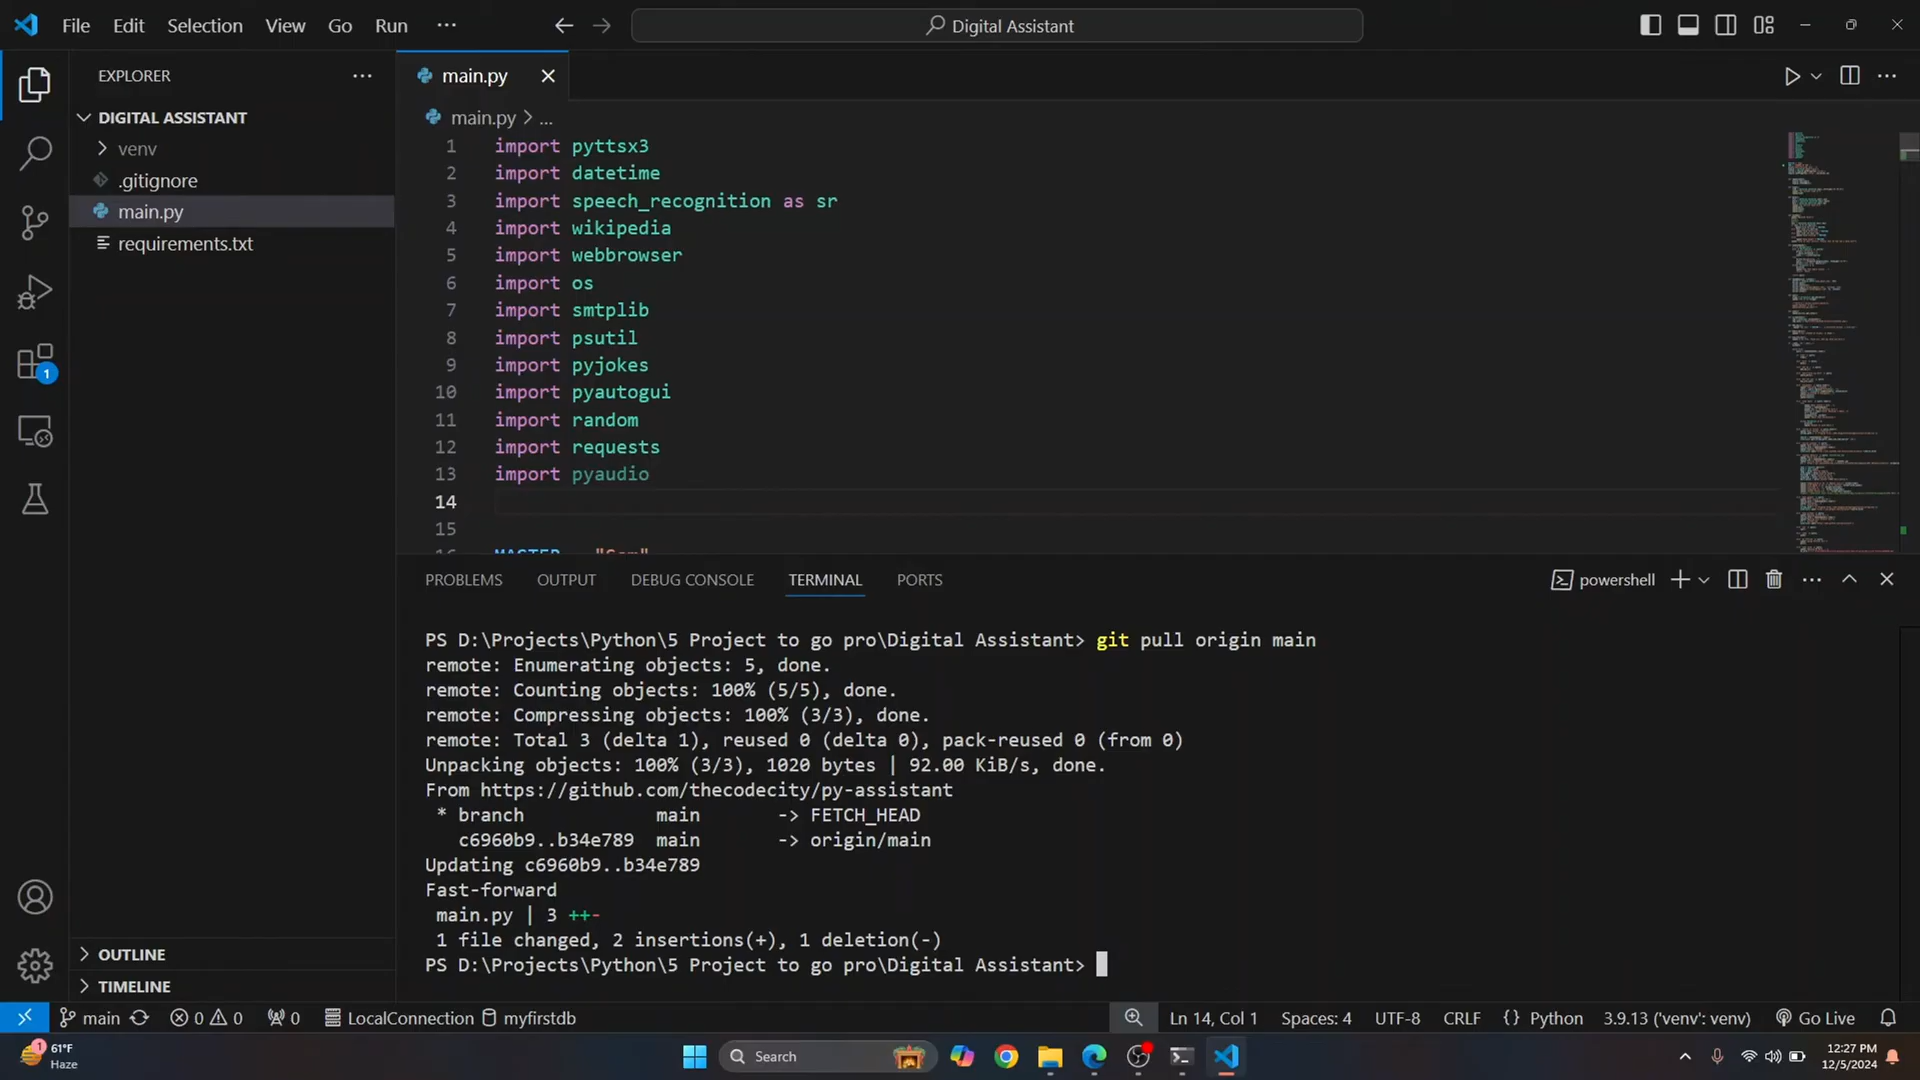 File Edit Selection View Go Run ···
Digital Assistant
EXPLORER
DIGITAL ASSISTANT
venv
.gitignore
main.py
requirements.txt
OUTLINE
TIMELINE
1
main.py
main.py > ...
1 import pyttsx3
2 import datetime
3 import speech_recognition as sr
4 import wikipedia
5 import webbrowser
6 import os
7 import smtplib
8 import psutil
9 import pyjokes
10 import pyautogui
11 import random
12 import requests
13 import pyaudio
14
15
PROBLEMS OUTPUT DEBUG CONSOLE TERMINAL PORTS
powershell
PS D:\Projects\Python\5 Project to go pro\Digital Assistant> git pull origin main
remote: Enumerating objects: 5, done.
remote: Counting objects: 100% (5/5), done.
remote: Compressing objects: 100% (3/3), done.
remote: Total 3 (delta 1), reused 0 (delta 0), pack-reused 0 (from 0)
Unpacking objects: 100% (3/3), 1020 bytes | 92.00 KiB/s, done.
From https://github.com/thecodecity/py-assistant
* branch main -> FETCH_HEAD
c6960b9..b34e789 main -> origin/main
Updating c6960b9..b34e789
Fast-forward
main.py | 3 ++-
1 file changed, 2 insertions(+), 1 deletion(-)
PS D:\Projects\Python\5 Project to go pro\Digital Assistant>
main 0 0 0 LocalConnection myfirstdb Ln 14, Col 1 Spaces: 4 UTF-8 CRLF {} Python 3.9.13 ('venv': venv) Go Live
1
61°F
Haze
Search
12:27 PM
12/5/2024